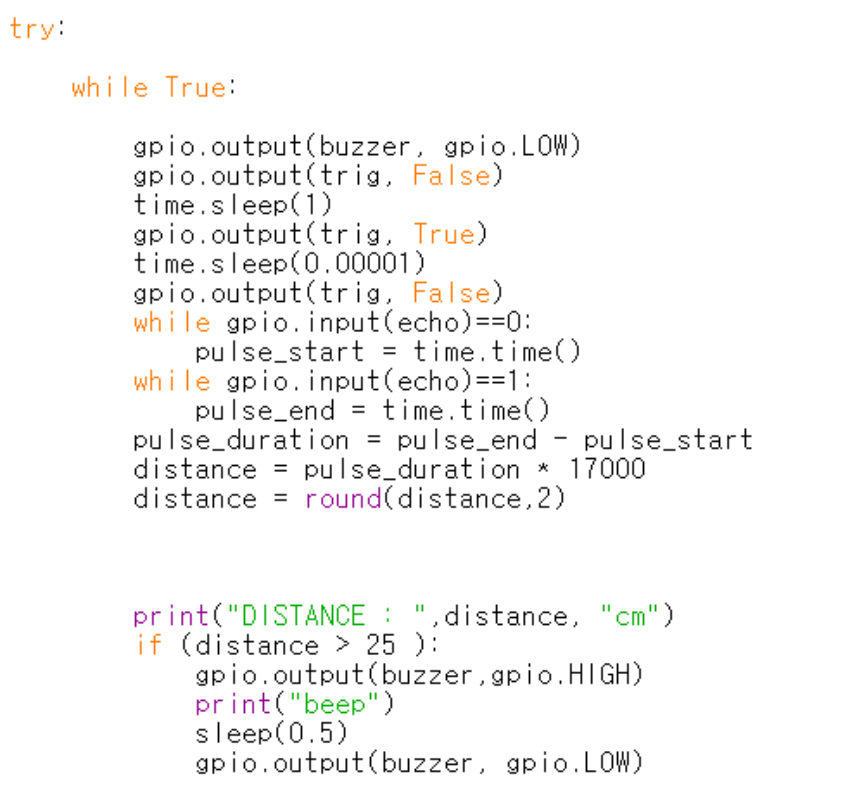 try:
    while True:
        gpio.output(buzzer, gpio.LOW)
        gpio.output(trig, False)
        time.sleep(1)
        gpio.output(trig, True)
        time.sleep(0.00001)
        gpio.output(trig, False)
        while gpio.input(echo)==0:
            pulse_start = time.time()
        while gpio.input(echo)==1:
            pulse_end = time.time()
        pulse_duration = pulse_end - pulse_start
        distance = pulse_duration * 17000
        distance = round(distance,2)
        print("DISTANCE : ",distance, "cm")
        if (distance > 25 ):
            gpio.output(buzzer,gpio.HIGH)
            print("beep")
            sleep(0.5)
            gpio.output(buzzer, gpio.LOW)